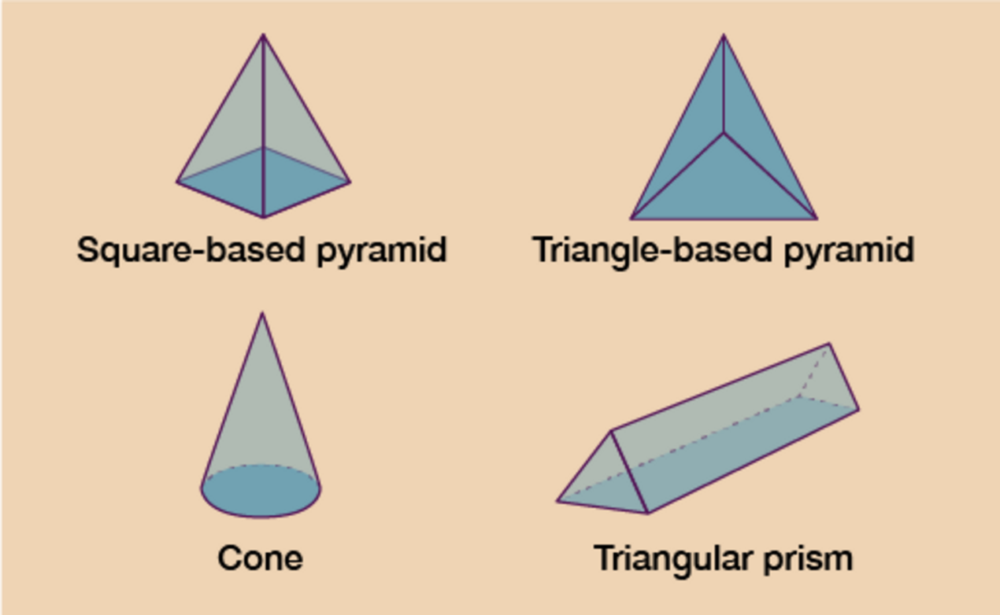 Square-based pyramid
Triangle-based pyramid
Cone
Triangular prism